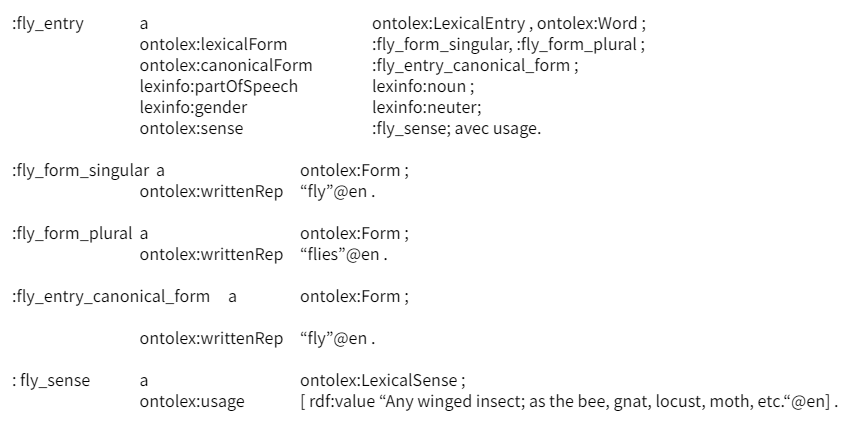 :fly_entry a ontolex:LexicalEntry , ontolex:Word ;
ontolex:lexicalForm :fly_form_singular, :fly_form_plural ;
ontolex:canonicalForm :fly_entry_canonical_form ;
lexinfo:partOfSpeech lexinfo:noun ;
lexinfo:gender lexinfo:neuter;
ontolex:sense :fly_sense; avec usage.
:fly_form_singular a ontolex:Form ;
ontolex:writtenRep “fly”@en .
:fly_form_plural a ontolex:Form ;
ontolex:writtenRep “flies”@en .
:fly_entry_canonical_form a ontolex:Form ;
ontolex:writtenRep “fly”@en .
: fly_sense a ontolex:LexicalSense ;
ontolex:usage [ rdf:value “Any winged insect; as the bee, gnat, locust, moth, etc.“@en] .